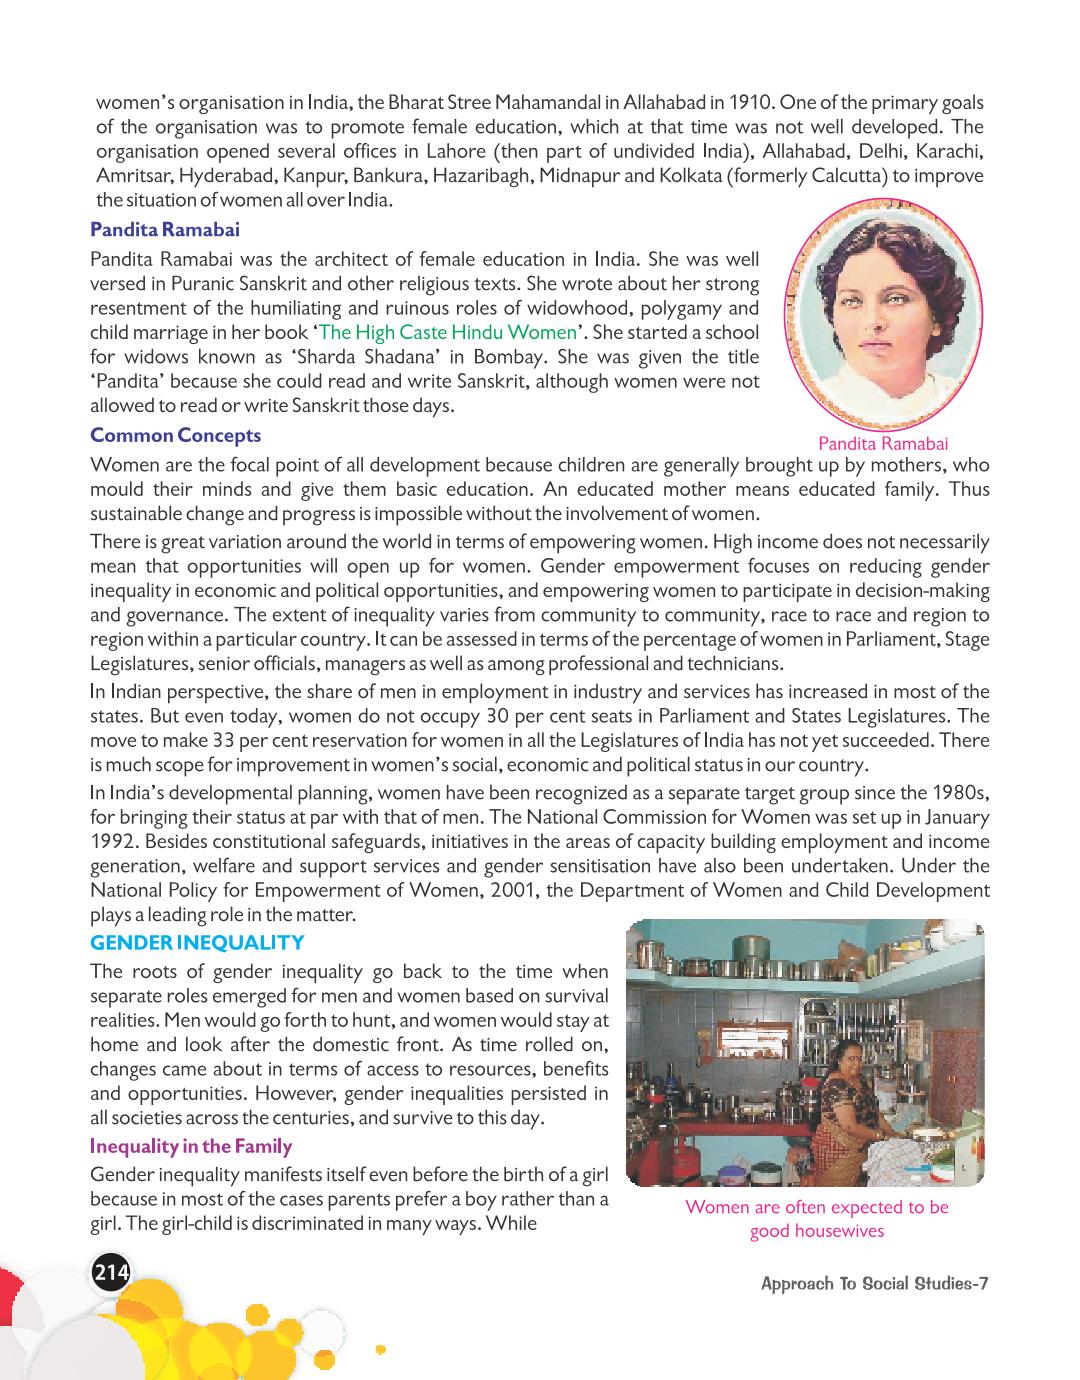 women's organisation in India, the Bharat Stree Mahamandal in Allahabad in 1910. One of the primary goals
of the organisation was to promote female education, which at that time was not well developed. The
organisation opened several offices in Lahore (then part of undivided India), Allahabad, Delhi, Karachi,
Amritsar, Hyderabad, Kanpur, Bankura, Hazaribagh, Midnapur and Kolkata (formerly Calcutta) to improve
the situation of women all over India.
Pandita Ramabai
Pandita Ramabai was the architect of female education in India. She was well
versed in Puranic Sanskrit and other religious texts. She wrote about her strong
resentment of the humiliating and ruinous roles of widowhood, polygamy and
child marriage in her book 'The High Caste Hindu Women'. She started a school
for widows known as 'Sharda Shadana' in Bombay. She was given the title
'Pandita' because she could read and write Sanskrit, although women were not
allowed to read or write Sanskrit those days.
Pandita Ramabai
Common Concepts
Women are the focal point of all development because children are generally brought up by mothers, who
mould their minds and give them basic education. An educated mother means educated family. Thus
sustainable change and progress is impossible without the involvement of women.
There is great variation around the world in terms of empowering women. High income does not necessarily
mean that opportunities will open up for women. Gender empowerment focuses on reducing gender
inequality in economic and political opportunities, and empowering women to participate in decision-making
and governance. The extent of inequality varies from community to community, race to race and region to
region within a particular country. It can be assessed in terms of the percentage of women in Parliament, Stage
Legislatures, senior officials, managers as well as among professional and technicians.
In Indian perspective, the share of men in employment in industry and services has increased in most of the
states. But even today, women do not occupy 30 per cent seats in Parliament and States Legislatures. The
move to make 33 per cent reservation for women in all the Legislatures of India has not yet succeeded. There
is much scope for improvement in women's social, economic and political status in our country.
In India's developmental planning, women have been recognized as a separate target group since the 1980s,
for bringing their status at par with that of men. The National Commission for Women was set up in January
1992. Besides constitutional safeguards, initiatives in the areas of capacity building employment and income
generation, welfare and support services and gender sensitisation have also been undertaken. Under the
National Policy for Empowerment of Women, 2001, the Department of Women and Child Development
plays a leading role in the matter.
GENDER INEQUALITY
The roots of gender inequality go back to the time when
separate roles emerged for men and women based on survival
realities. Men would go forth to hunt, and women would stay at
home and look after the domestic front. As time rolled on,
changes came about in terms of access to resources, benefits
and opportunities. However, gender inequalities persisted in
all societies across the centuries, and survive to this day.
Inequality in the Family
Gender inequality manifests itself even before the birth of a girl
because in most of the cases parents prefer a boy rather than a
girl. The girl-child is discriminated in many ways. While
Women are often expected to be
good housewives
214
Approach To Social Studies-7